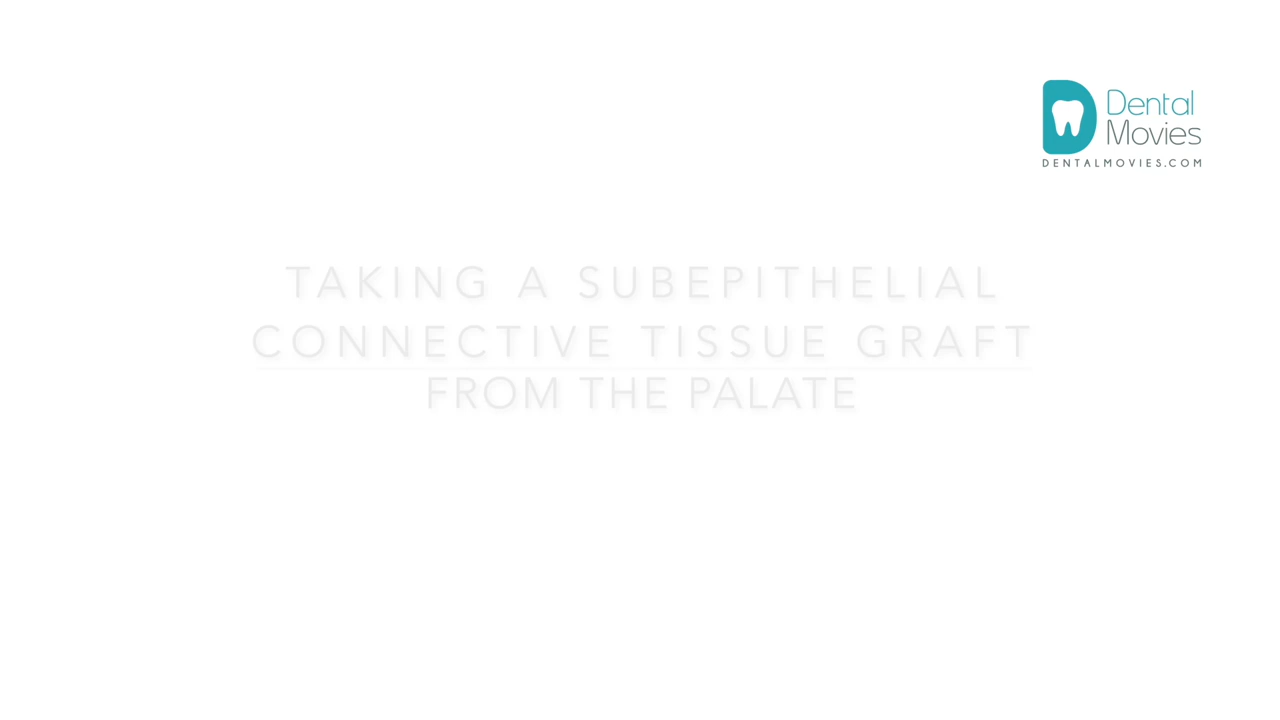 Dental
Movies
DENTALMOVIES.COM
TAKING A SUBEPITHELIAL
CONNECTIVE TISSUE GRAFT
FROM THE PALATE